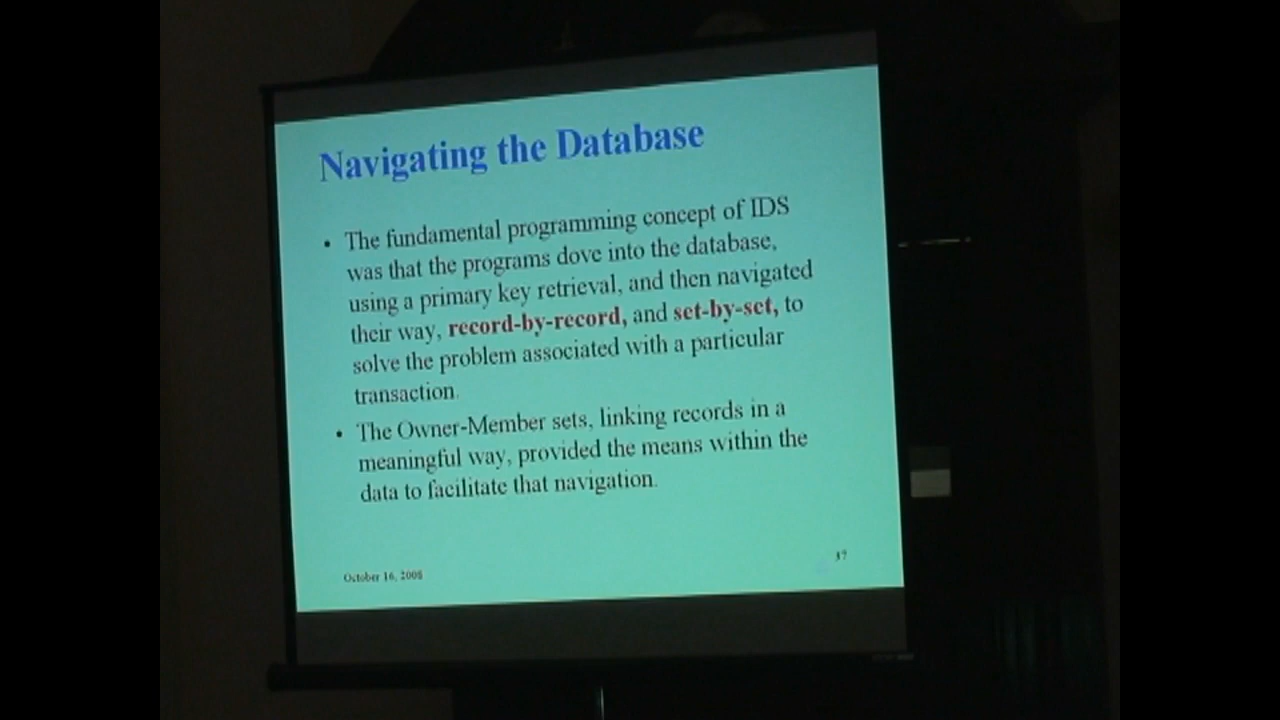 Navigating the Database
• The fundamental programming concept of IDS
was that the programs dove into the database,
using a primary key retrieval, and then navigated
their way, record-by-record, and set-by-set, to
solve the problem associated with a particular
transaction.
• The Owner-Member sets, linking records in a
meaningful way, provided the means within the
data to facilitate that navigation.
October 16, 2008
37